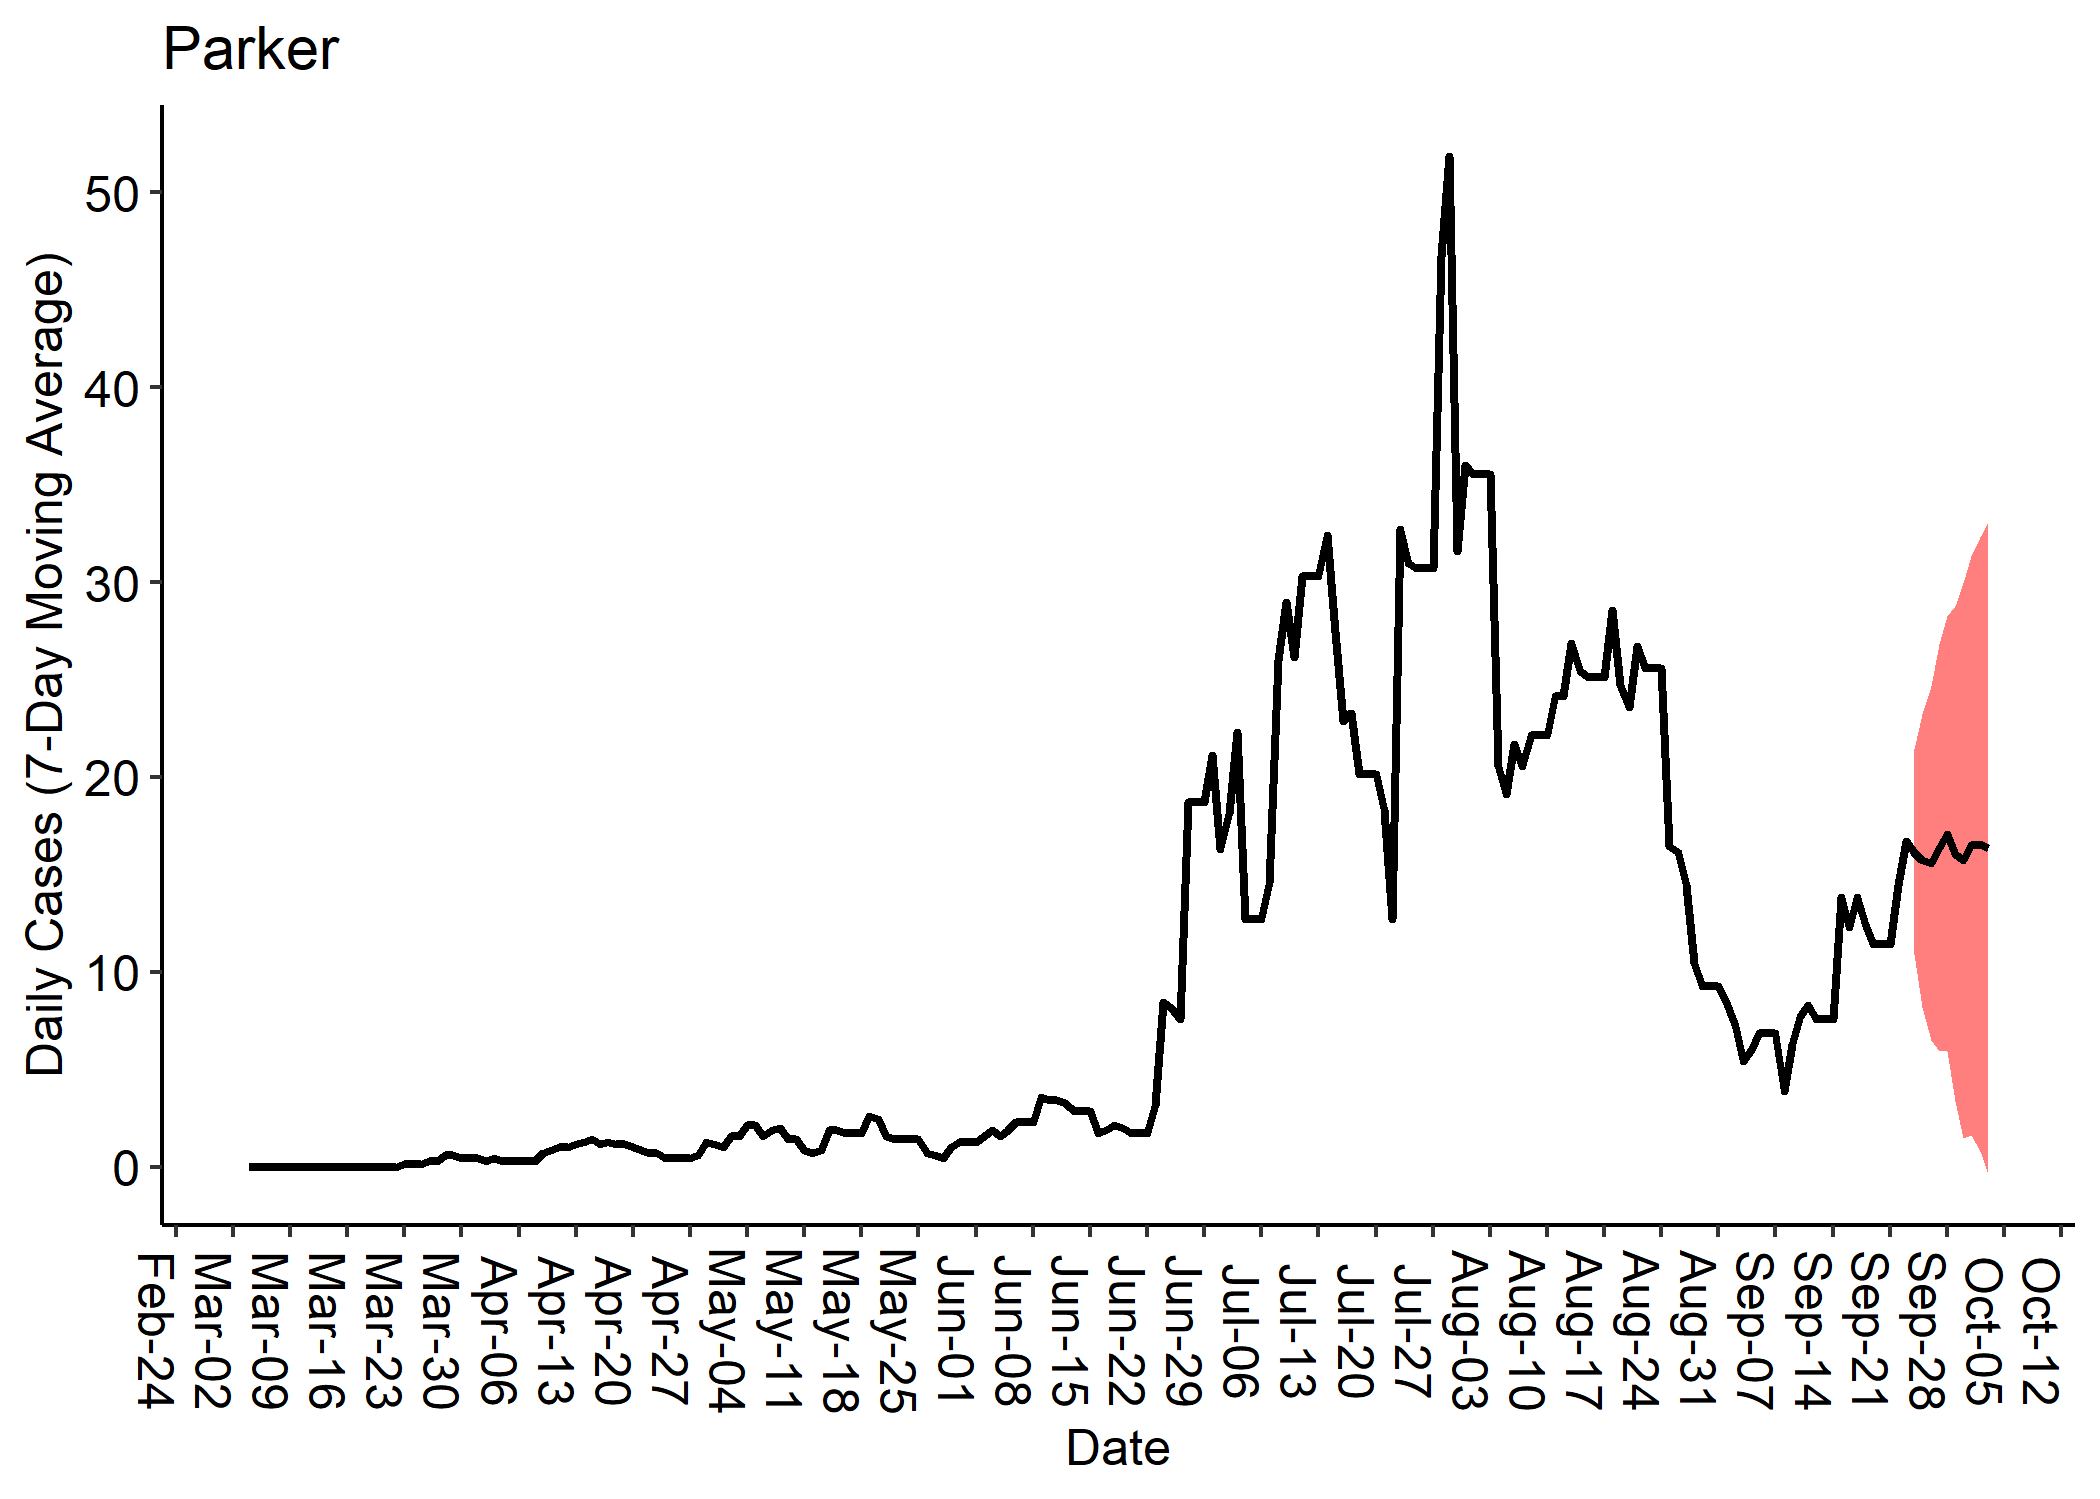 Parker
Daily Cases (7-Day Moving Average)
50
40
30
20
10
0
Feb-24
Mar-02
Mar-09
Mar-16
Mar-23
Mar-30
Apr-06
Apr-13
Apr-20
Apr-27
May-04
May-11
May-18
May-25
Jun-01
Jun-08
Jun-15
Jun-22
Jun-29
Jul-06
Jul-13
Jul-20
Jul-27
Aug-03
Aug-10
Aug-17
Aug-24
Aug-31
Sep-07
Sep-14
Sep-21
Sep-28
Oct-05
Oct-12
Date